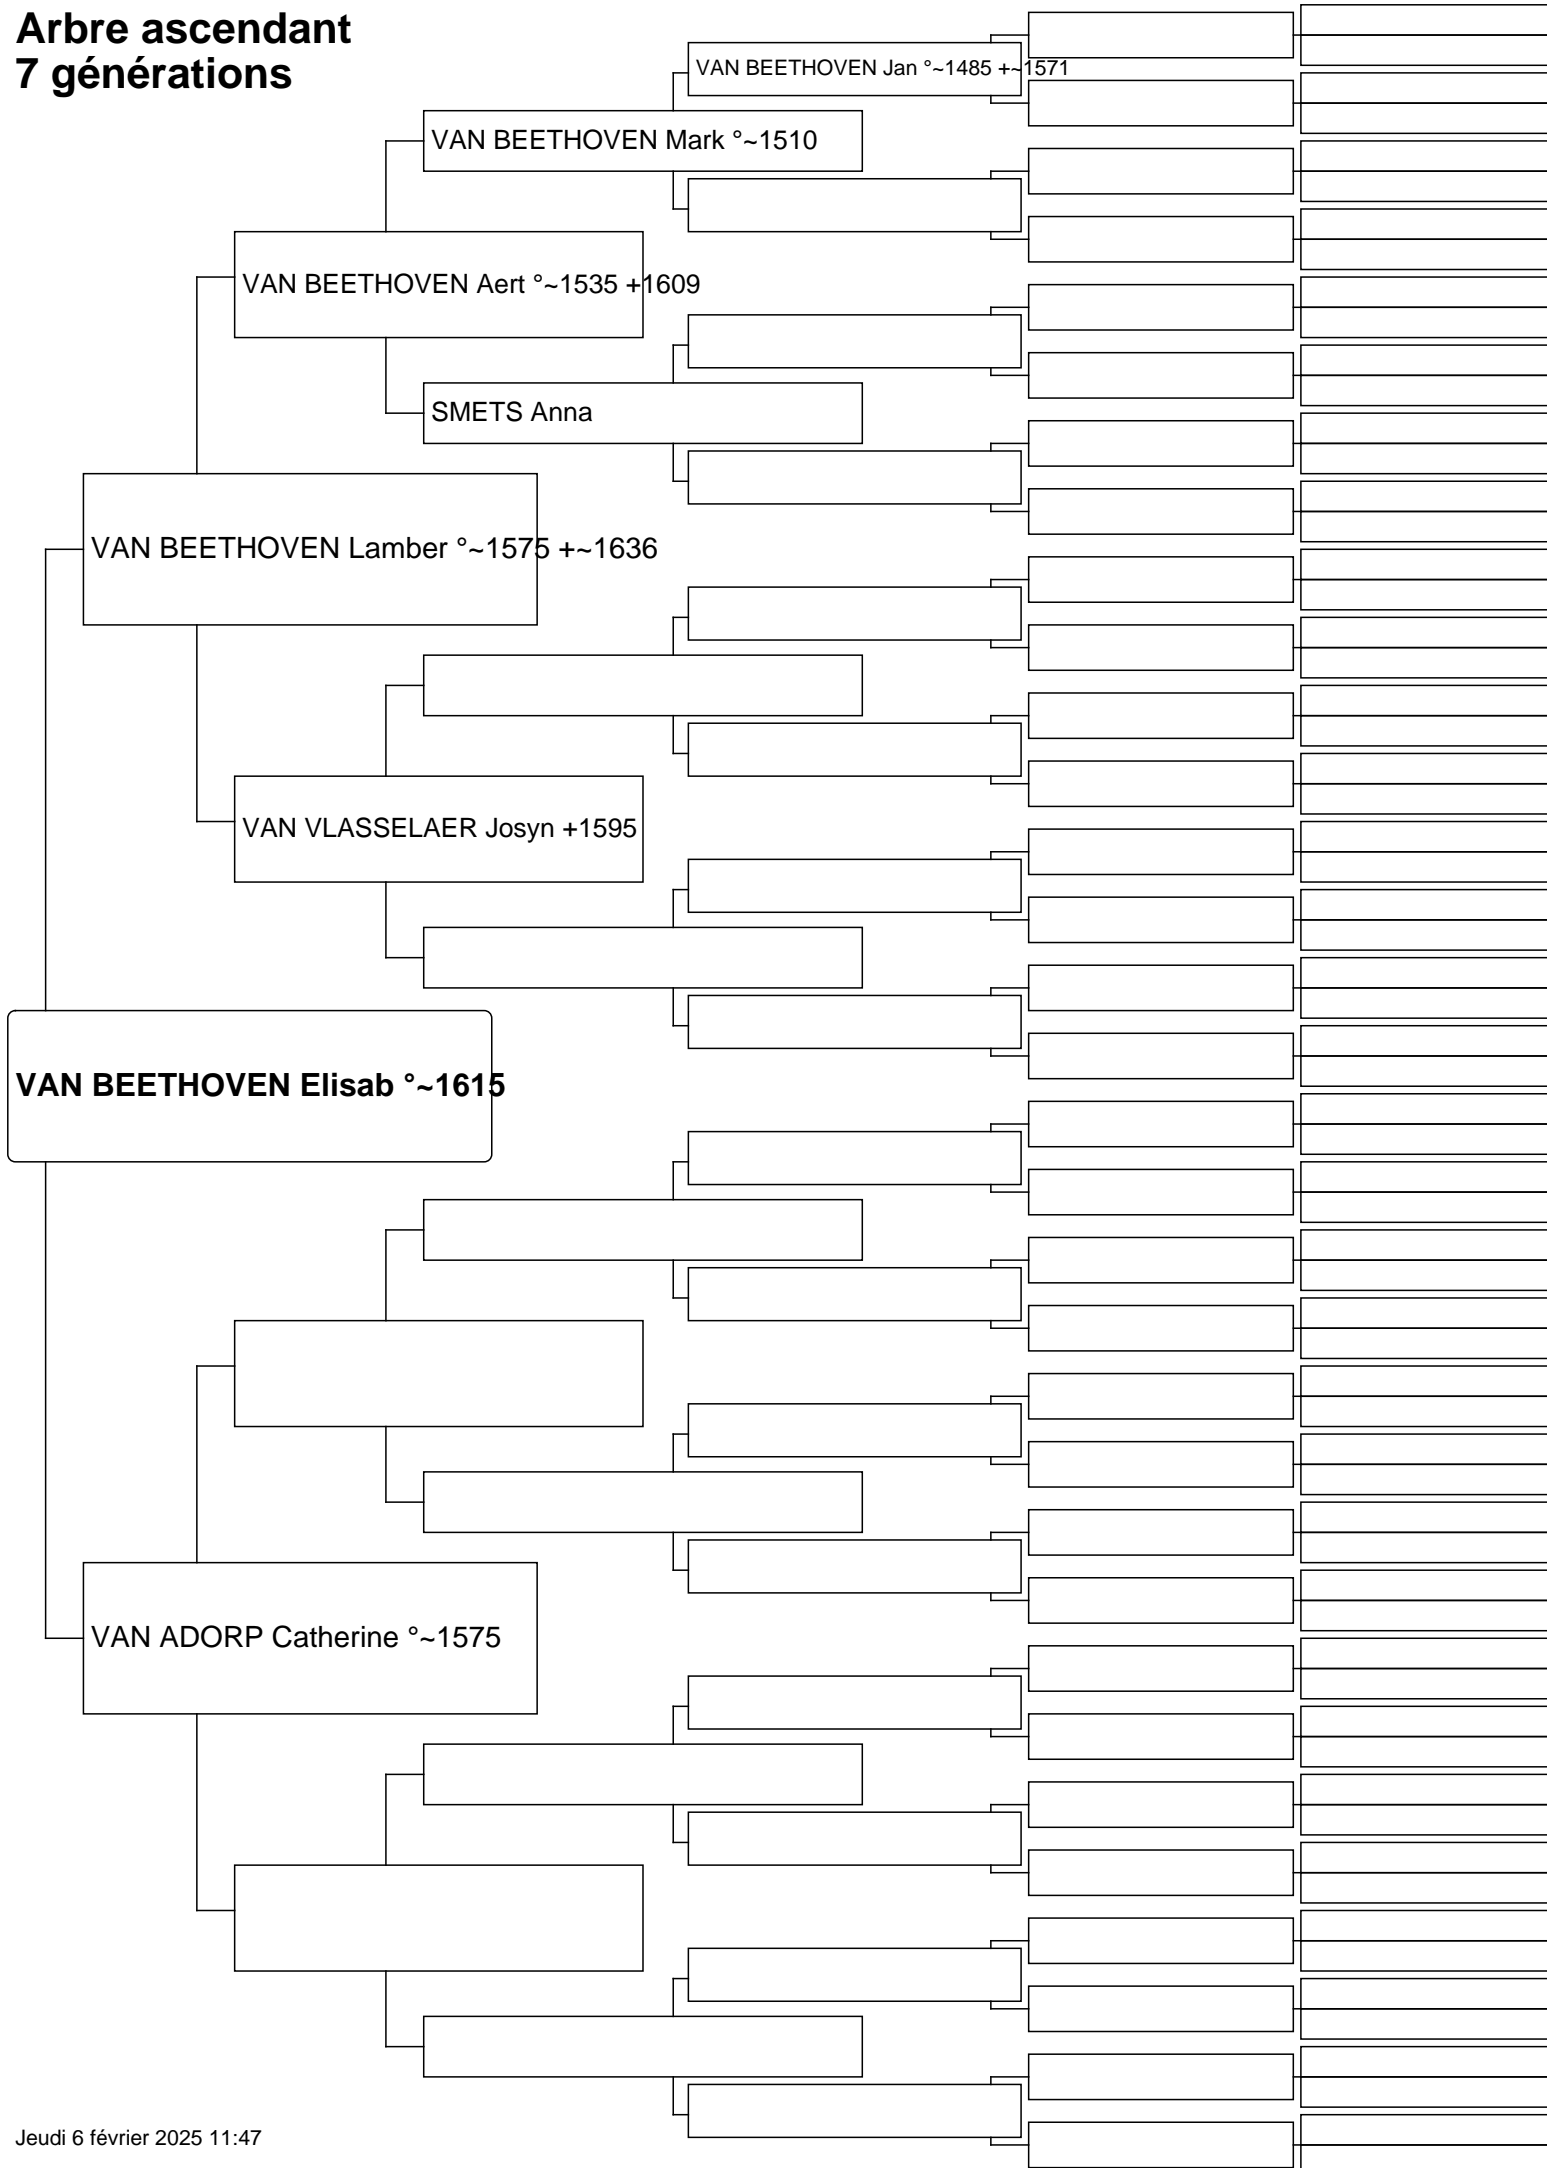 Arbre ascendant
7 générations
VAN BEETHOVEN Jan °~1485 +~1571
VAN BEETHOVEN Mark °~1510
VAN BEETHOVEN Aert °~1535 +1609
SMETS Anna
VAN BEETHOVEN Lamber °~1575 +~1636
VAN VLASSELAER Josyn +1595
VAN BEETHOVEN Elisab °~1615
VAN ADORP Catherine °~1575
Jeudi 6 février 2025 11:47